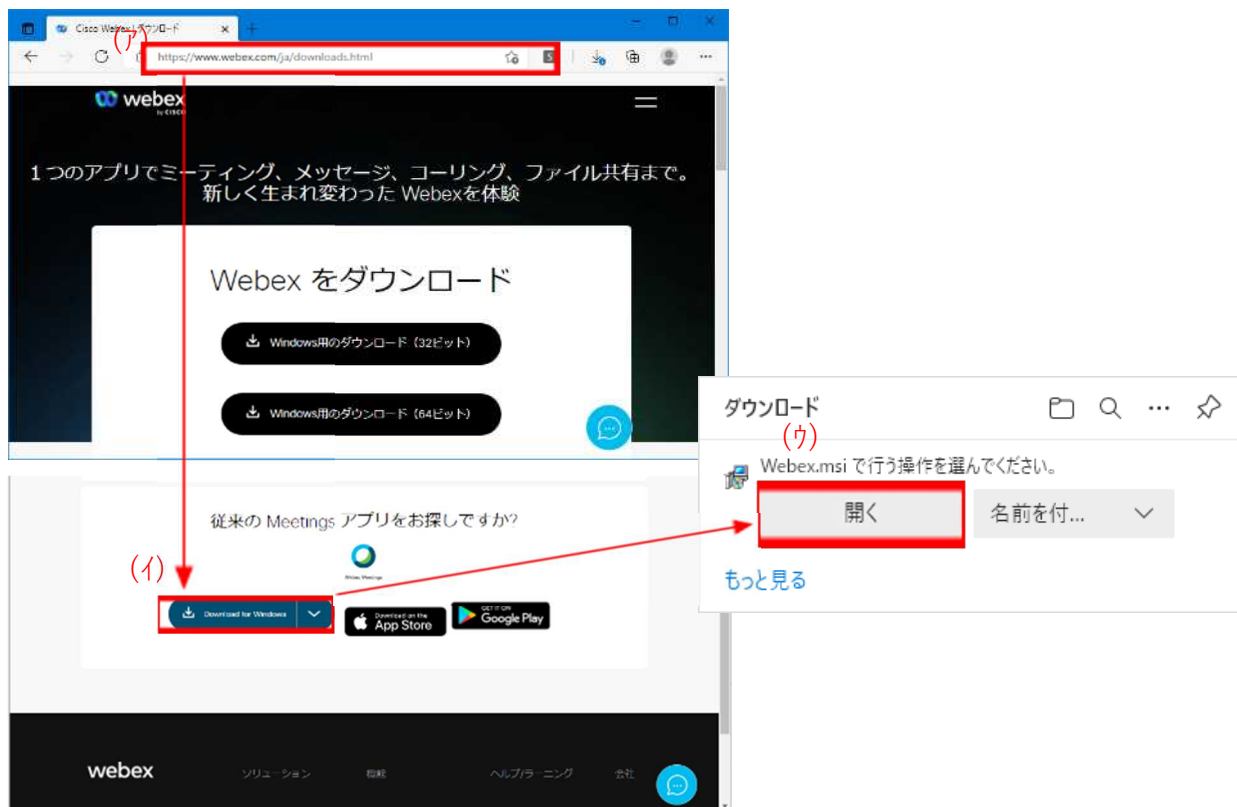 Cisco Webex | ダウンロード
(ア)
https://www.webex.com/ja/downloads.html
webex
by CISCO
1つのアプリでミーティング、メッセージ、コーリング、ファイル共有まで。
新しく生まれ変わった Webexを体験
Webex をダウンロード
Windows用のダウンロード (32ビット)
Windows用のダウンロード (64ビット)
ダウンロード
(ウ)
Webex.msi で行う操作を選んでください。
開く
名前を付...
もっと見る
従来の Meetings アプリをお探しですか?
Webex Meetings
(イ)
Download for Windows
Download on the
App Store
GET IT ON
Google Play
webex
ソリューション
ヘルプ/ラーニング
会社